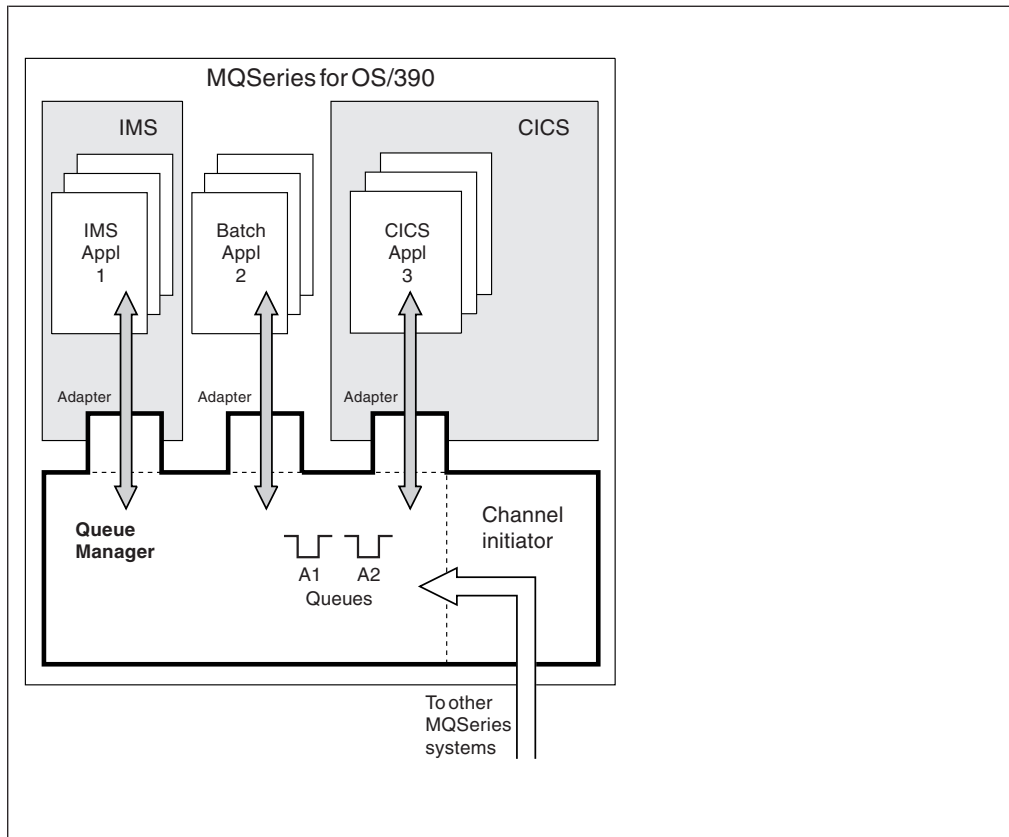 MQSeries for OS/390
IMS
CICS
IMS
Appl
1
Batch
Appl
2
CICS
Appl
3
Adapter
Adapter
Adapter
Queue
Manager
A1
A2
Queues
Channel
initiator
To other
MQSeries
systems